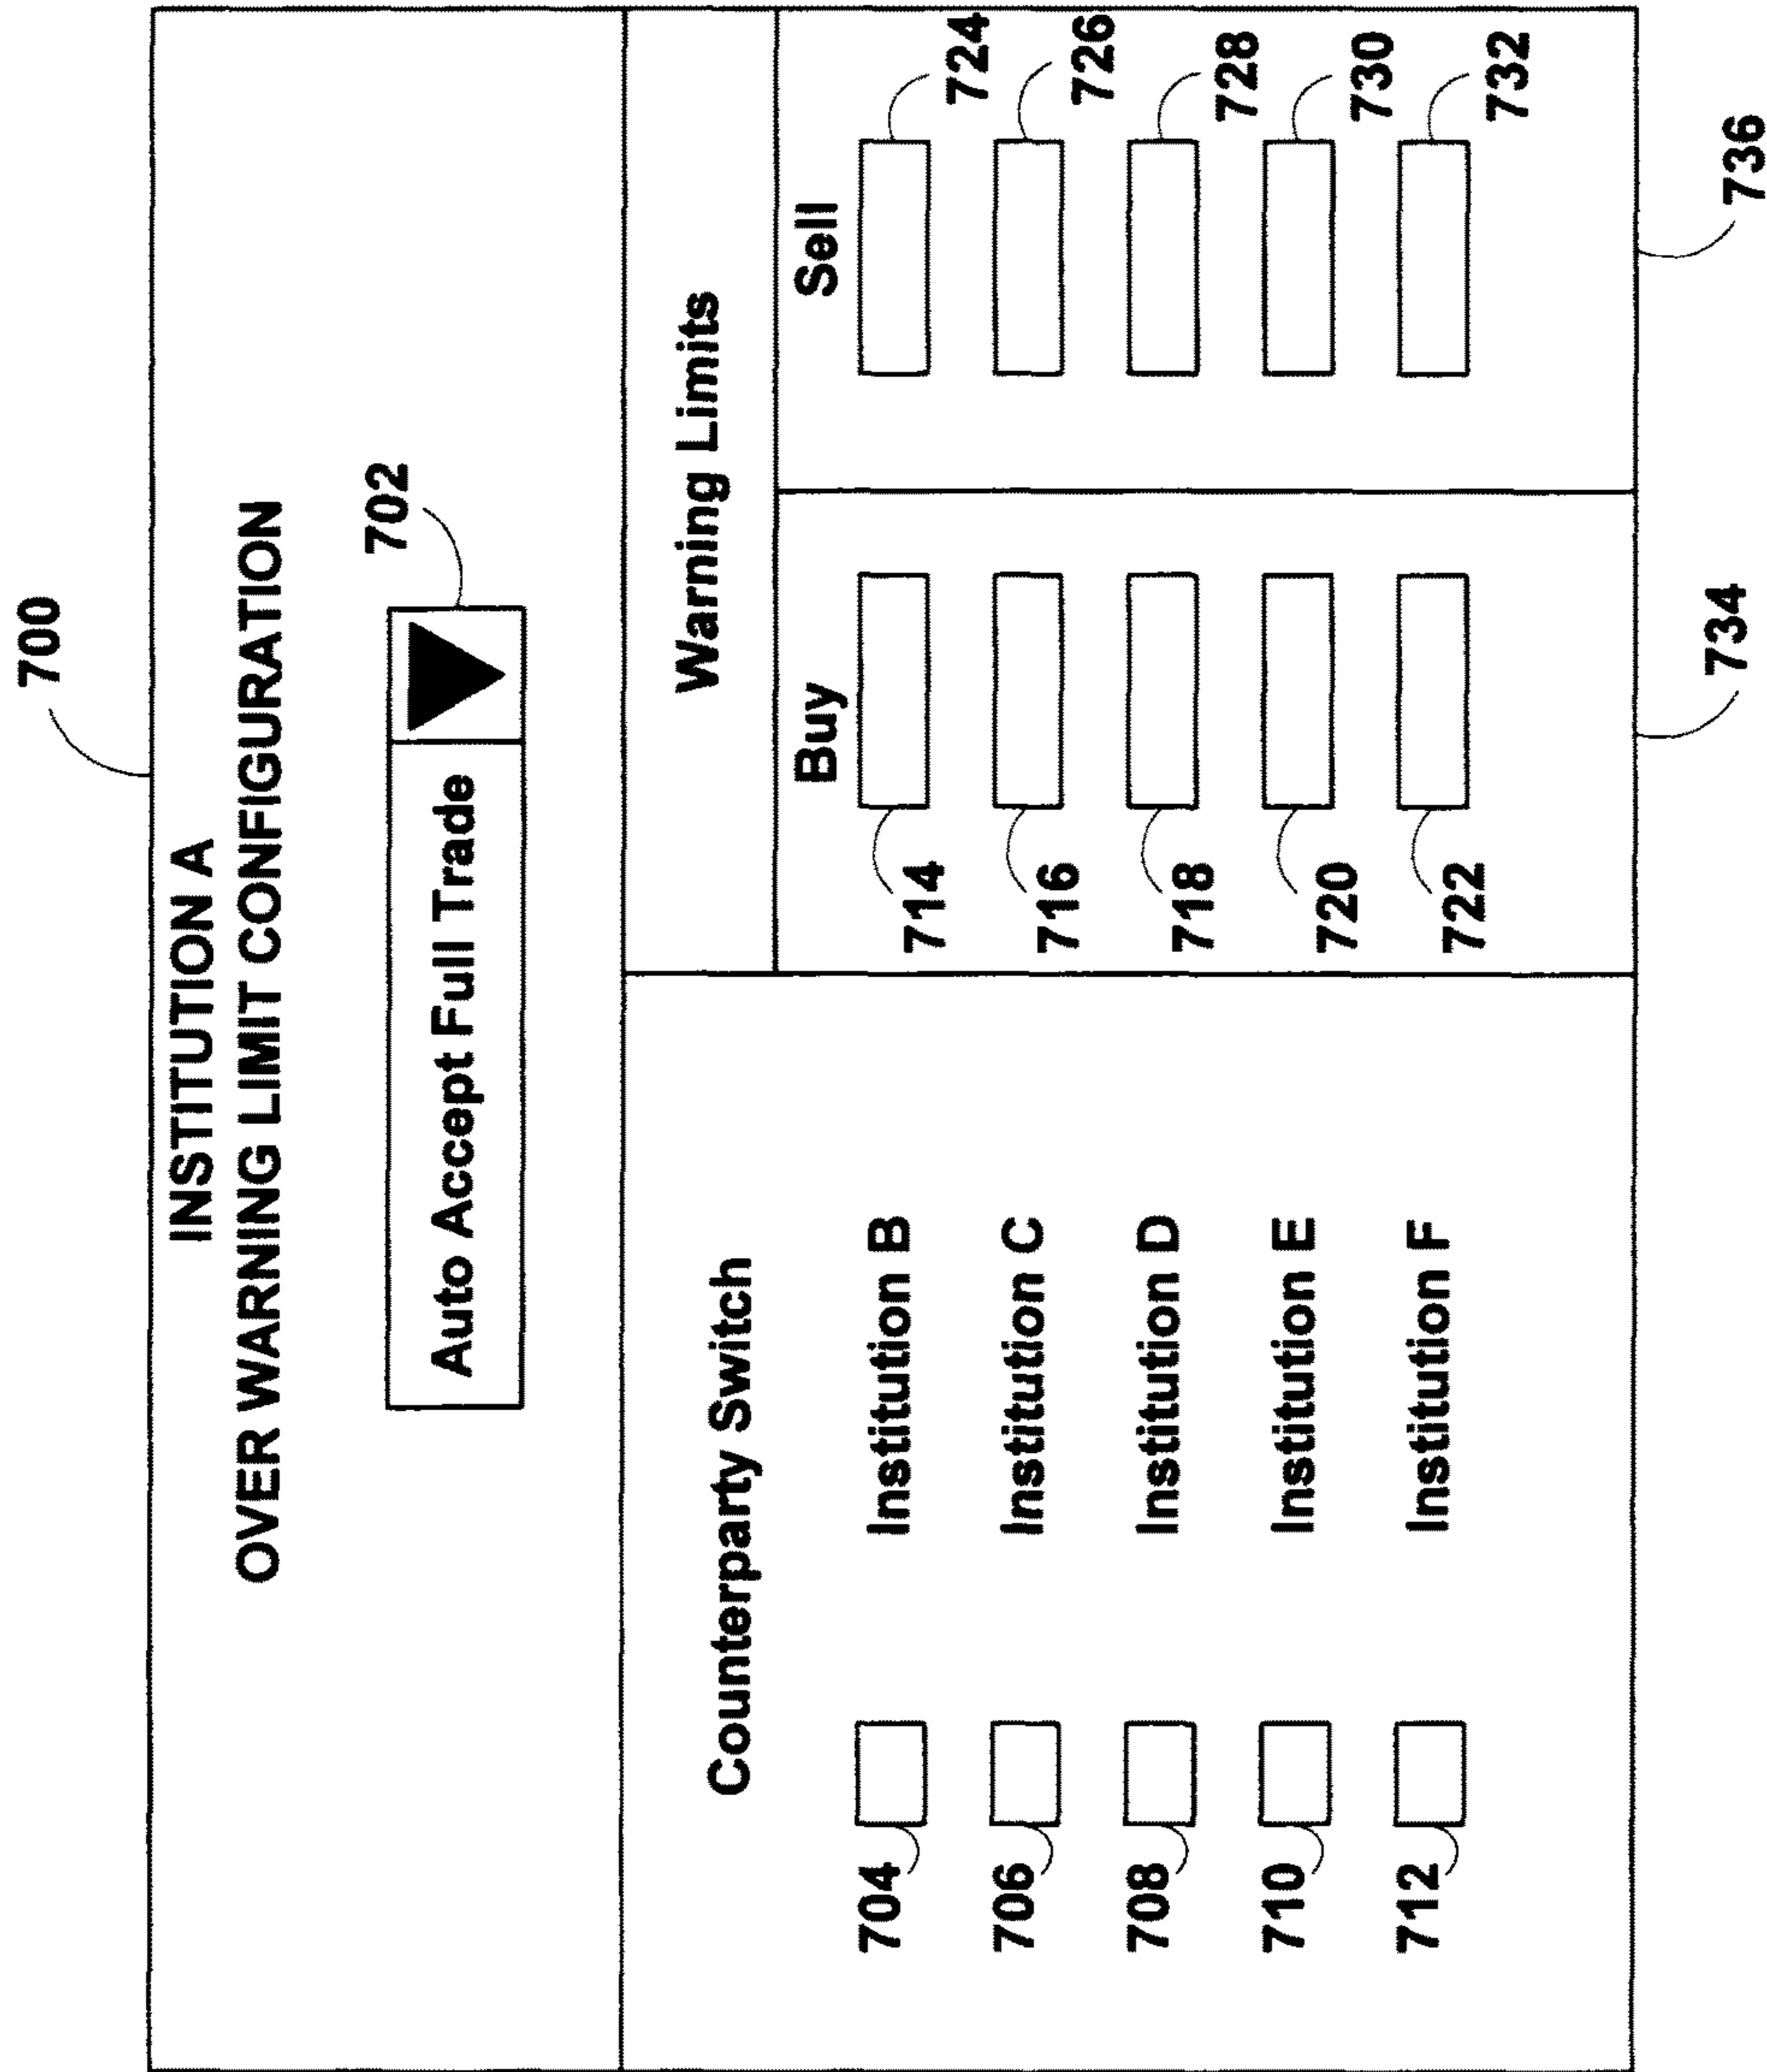 700
INSTITUTION A
OVER WARNING LIMIT CONFIGURATION
Auto Accept Full Trade
702
Counterparty Switch
Warning Limits
Buy
Sell
704
Institution B
714
724
706
Institution C
716
726
708
Institution D
718
728
710
Institution E
720
730
712
Institution F
722
732
734
736